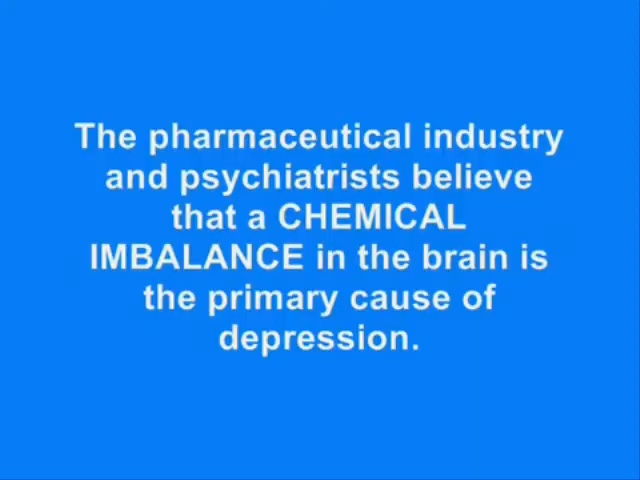 The pharmaceutical industry
and psychiatrists believe
that a CHEMICAL
IMBALANCE in the brain is
the primary cause of
depression.